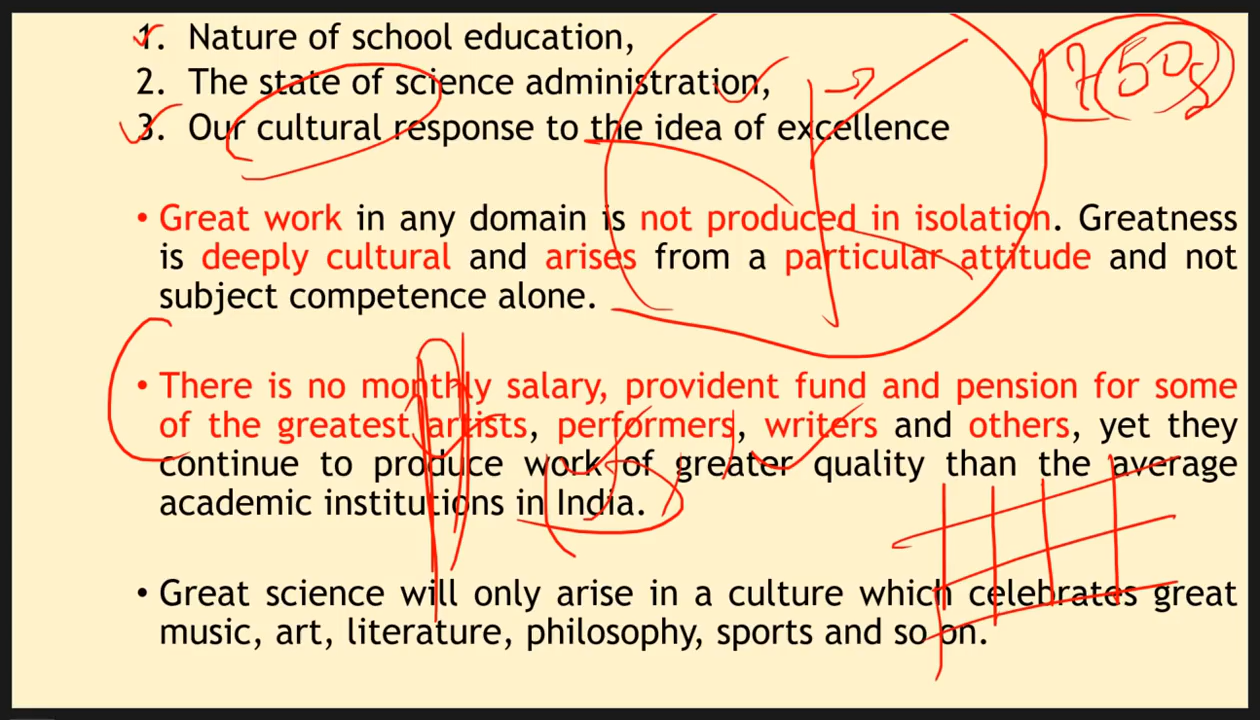 1. Nature of school education,
2. The state of science administration,
3. Our cultural response to the idea of excellence
1750s
• Great work in any domain is not produced in isolation. Greatness
is deeply cultural and arises from a particular attitude and not
subject competence alone.
• There is no monthly salary, provident fund and pension for some
of the greatest artists, performers, writers and others, yet they
continue to produce work of greater quality than the average
academic institutions in India.
• Great science will only arise in a culture which celebrates great
music, art, literature, philosophy, sports and so on.